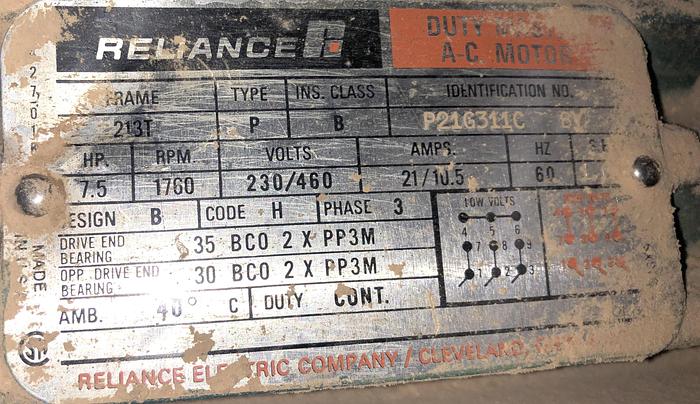 RELIANCE
DUTY
A-C. MOTOR
FRAME TYPE INS. CLASS IDENTIFICATION NO.
213T P B P21G311C
HP. RPM VOLTS AMPS. HZ
7.5 1760 230/460 21/10.5 60
DESIGN B CODE H PHASE 3 LOW VOLTS
4 5 6
DRIVE END BEARING 35 BC0 2 X PP3M
7 8 9
OPP. DRIVE END BEARING 30 BC0 2 X PP3M
1 2 3
AMB. 40° C DUTY CONT.
MADE
RELIANCE ELECTRIC COMPANY / CLEVELAND,